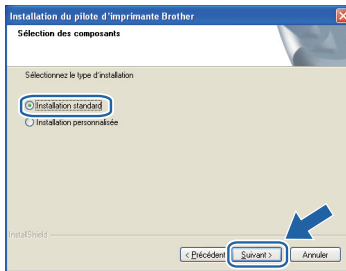 Installation du pilote d'imprimante Brother
Sélection des composants
Sélectionnez le type d'installation
Installation standard
Installation personnalisée
InstallShield
< Précédent
Suivant >
Annuler